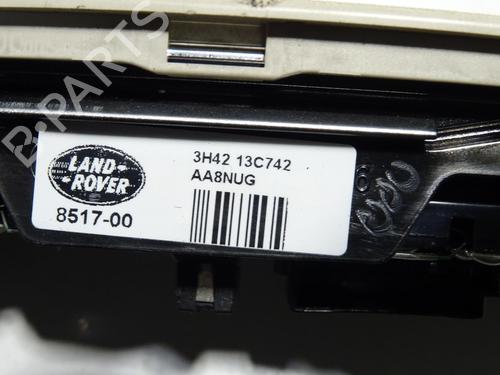 B-PARTS
LAND-
ROVER
8517-00
3H42 13C742
AA8NUG